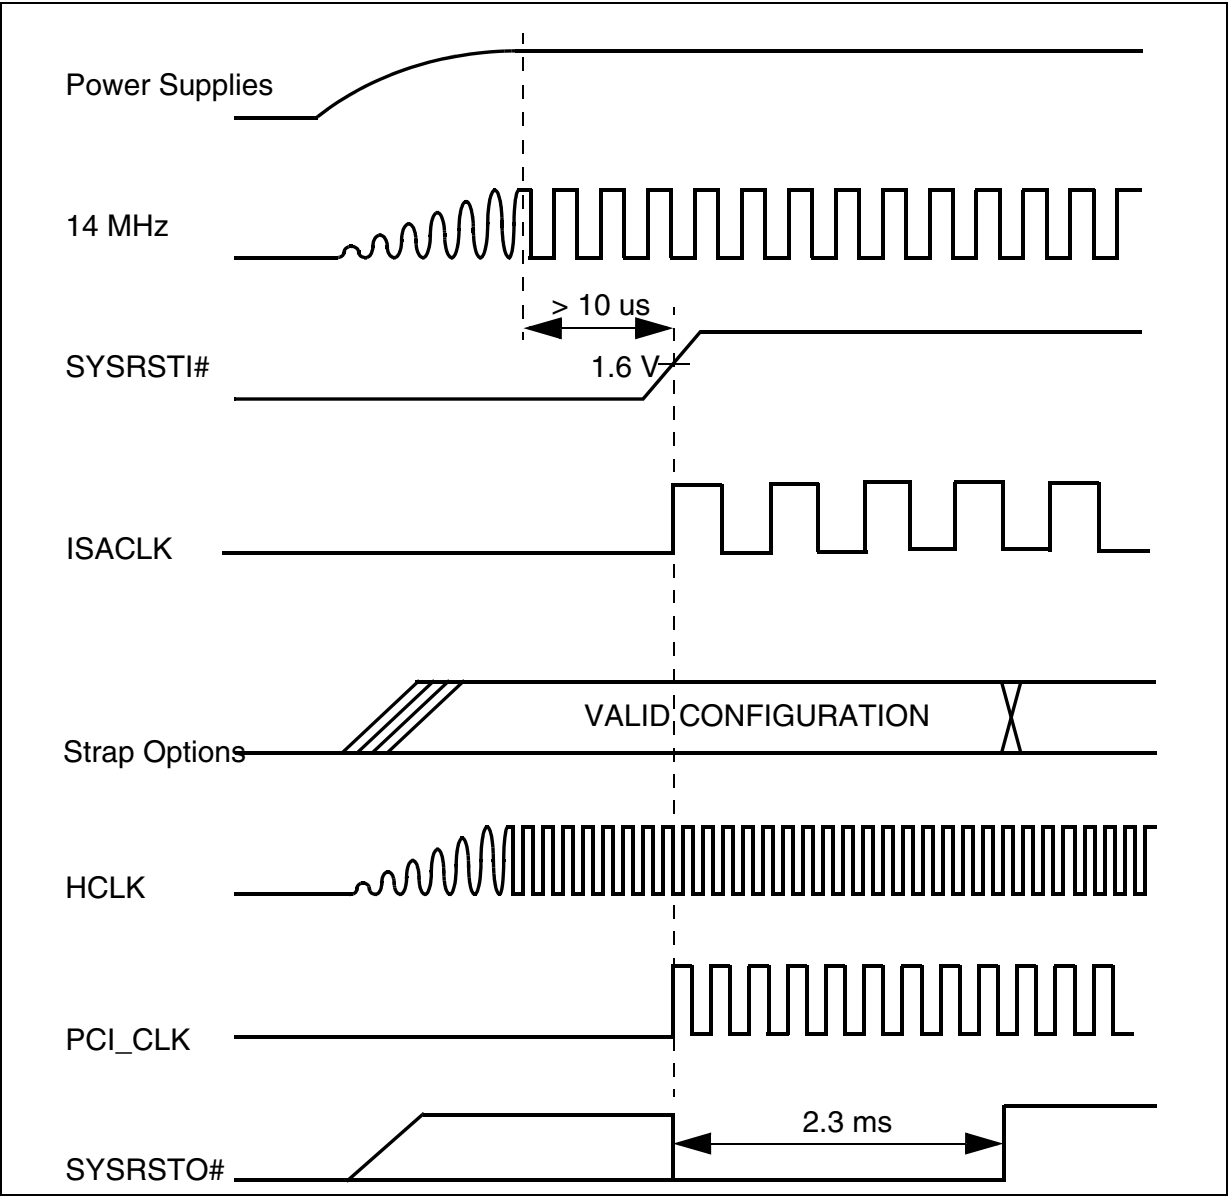 Power Supplies
14 MHz
> 10 us
1.6 V
SYSRSTI#
ISACLK
VALID CONFIGURATION
Strap Options
HCLK
PCI_CLK
2.3 ms
SYSRSTO#